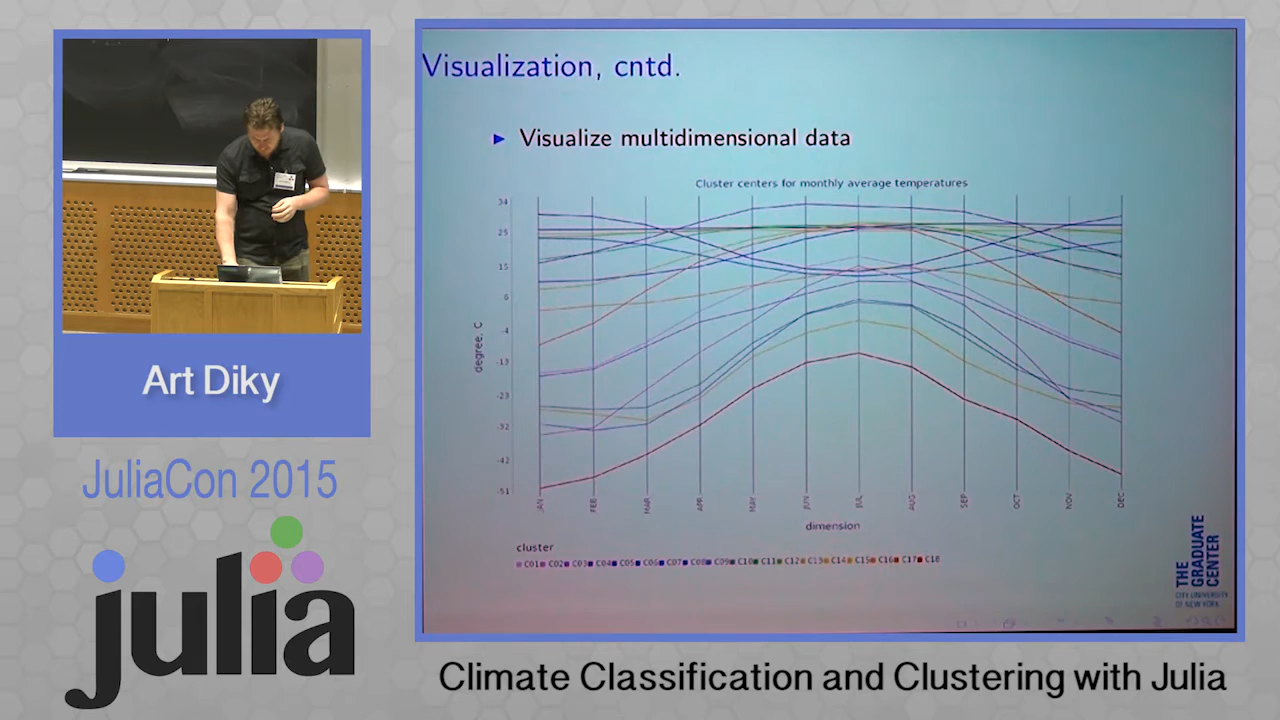 Visualization, cntd.
Visualize multidimensional data
Cluster centers for monthly average temperatures
34
25
15
6
-4
-13
-23
-32
-42
-51
degree, C
JAN FEB MAR APR MAY JUN JUL AUG SEP OCT NOV DEC
dimension
cluster
C01 C02 C03 C04 C05 C06 C07 C08 C09 C10 C11 C12 C13 C14 C15 C16 C17 C18
THE
GRADUATE
CENTER
CITY UNIVERSITY
OF NEW YORK
Art Diky
JuliaCon 2015
julia
Climate Classification and Clustering with Julia